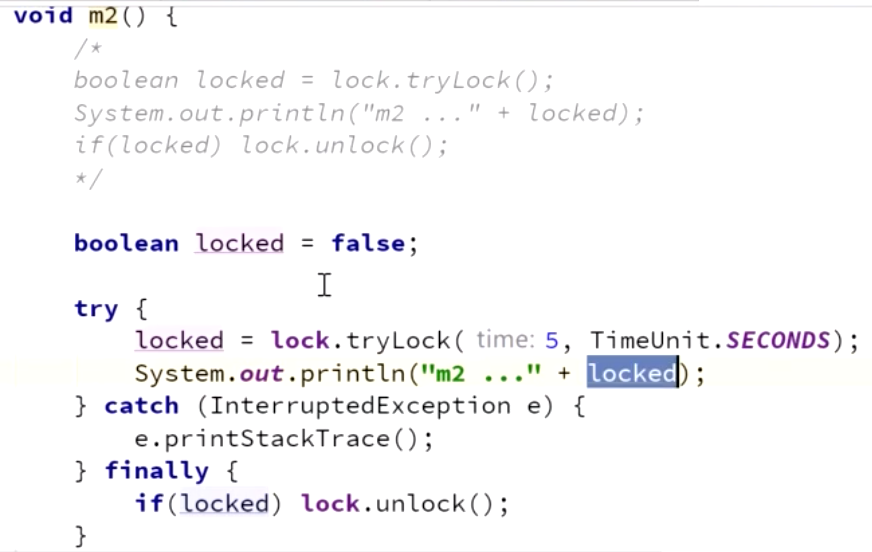 void m2() {
/*
boolean locked = lock.tryLock();
System.out.println("m2 ..." + locked);
if(locked) lock.unlock();
*/
boolean locked = false;
try {
locked = lock.tryLock( time: 5, TimeUnit.SECONDS);
System.out.println("m2 ..." + locked);
} catch (InterruptedException e) {
e.printStackTrace();
} finally {
if(locked) lock.unlock();
}